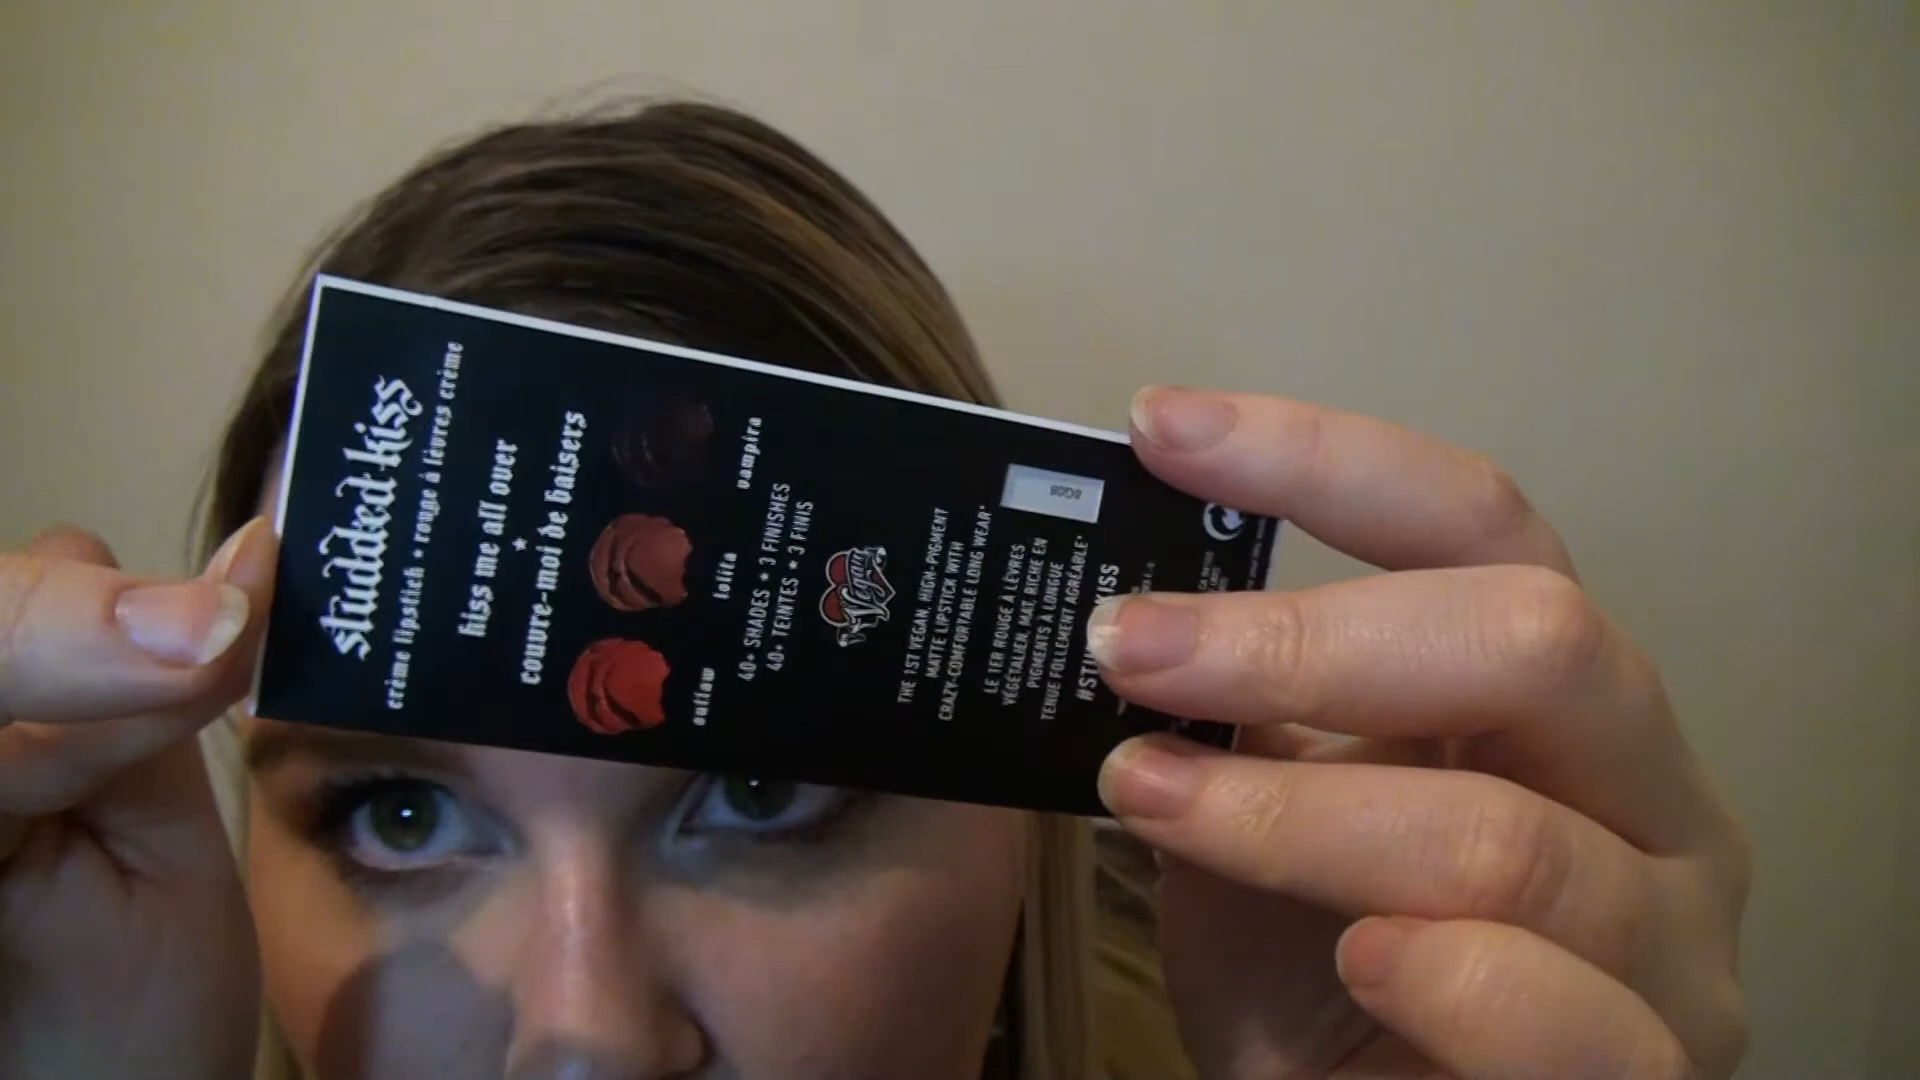 studded kiss
crème lipstick • rouge à lèvres crème
kiss me all over
★
couvre-moi de baisers
outlaw
lolita
vampira
40+ SHADES ★ 3 FINISHES
40+ TEINTES ★ 3 FINIS
Vegan
THE 1ST VEGAN, HIGH-PIGMENT
MATTE LIPSTICK WITH
CRAZY-COMFORTABLE LONG WEAR*
LE 1ER ROUGE À LÈVRES
VÉGÉTALIEN, MAT, RICHE EN
PIGMENTS À LONGUE
TENUE FOLLEMENT AGRÉABLE*